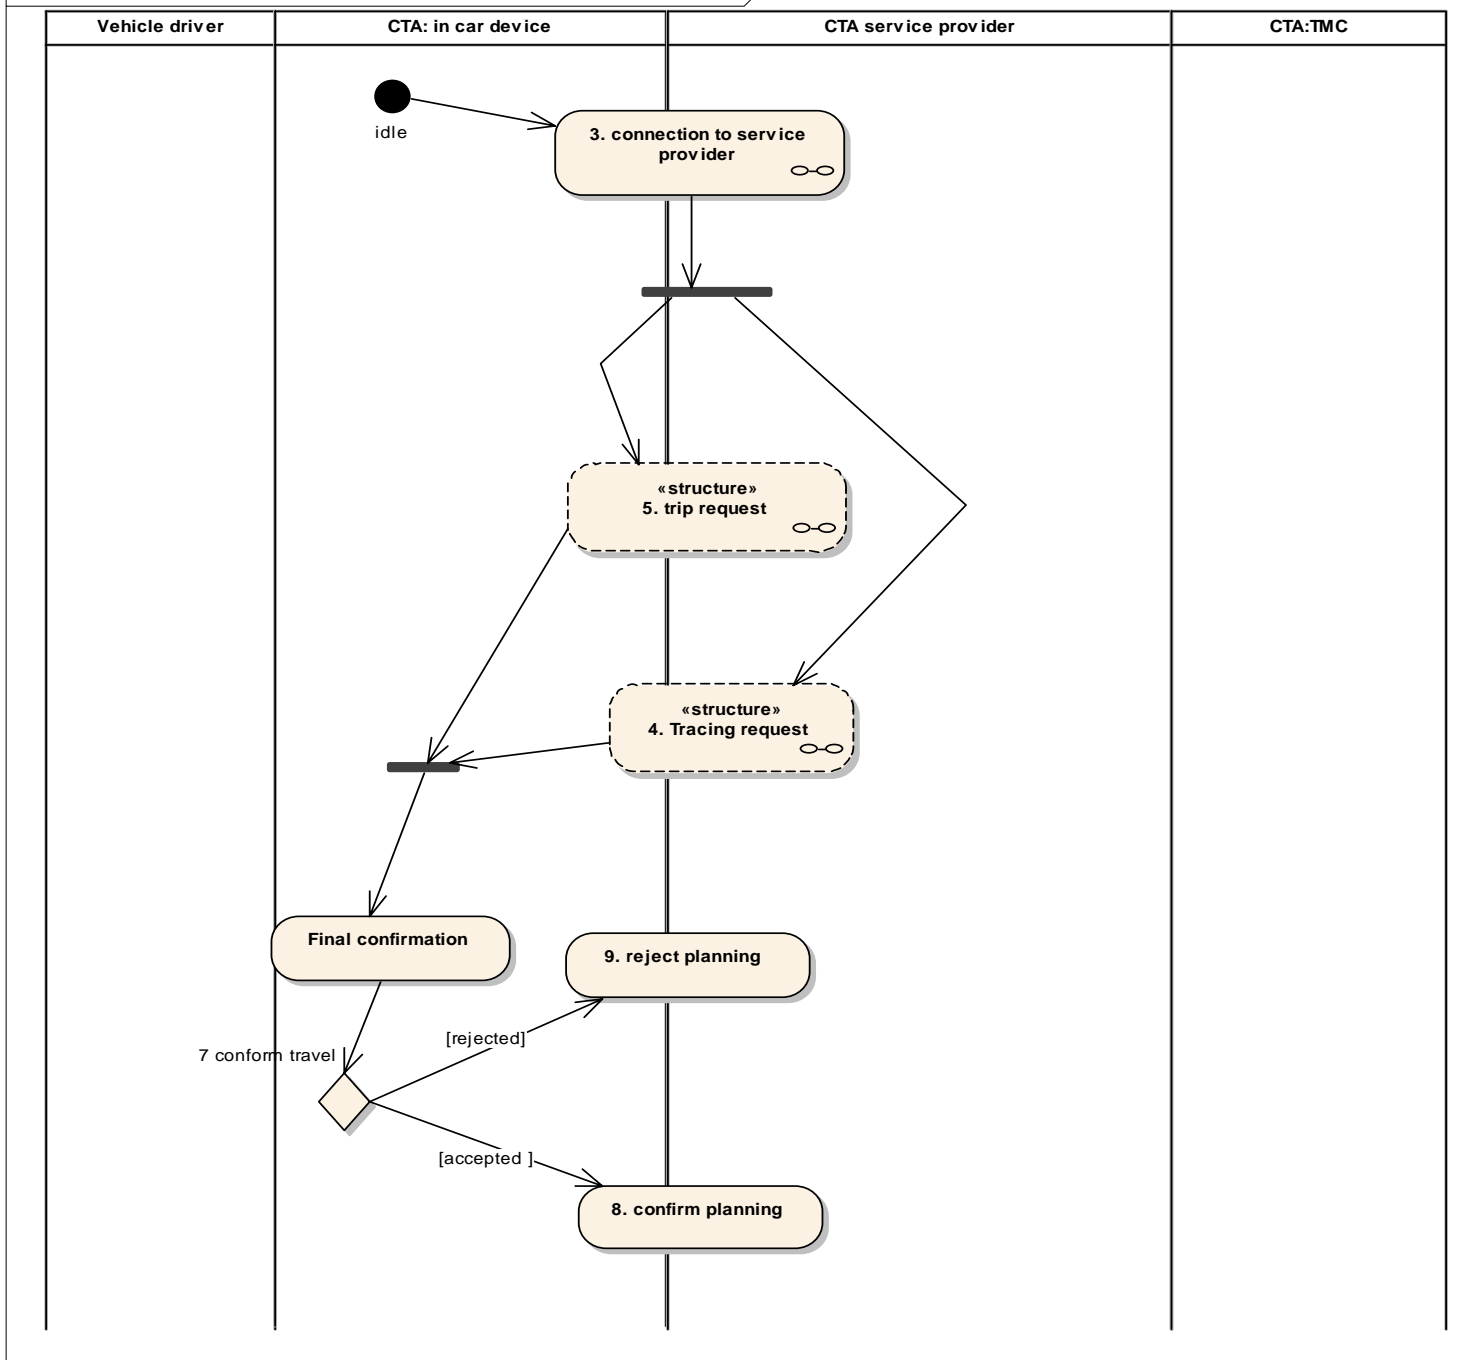 Vehicle driver
CTA: in car device
CTA service provider
CTA:TMC
idle
3. connection to service
provider
«structure»
5. trip request
«structure»
4. Tracing request
Final confirmation
9. reject planning
[rejected]
7 conform travel
[accepted ]
8. confirm planning